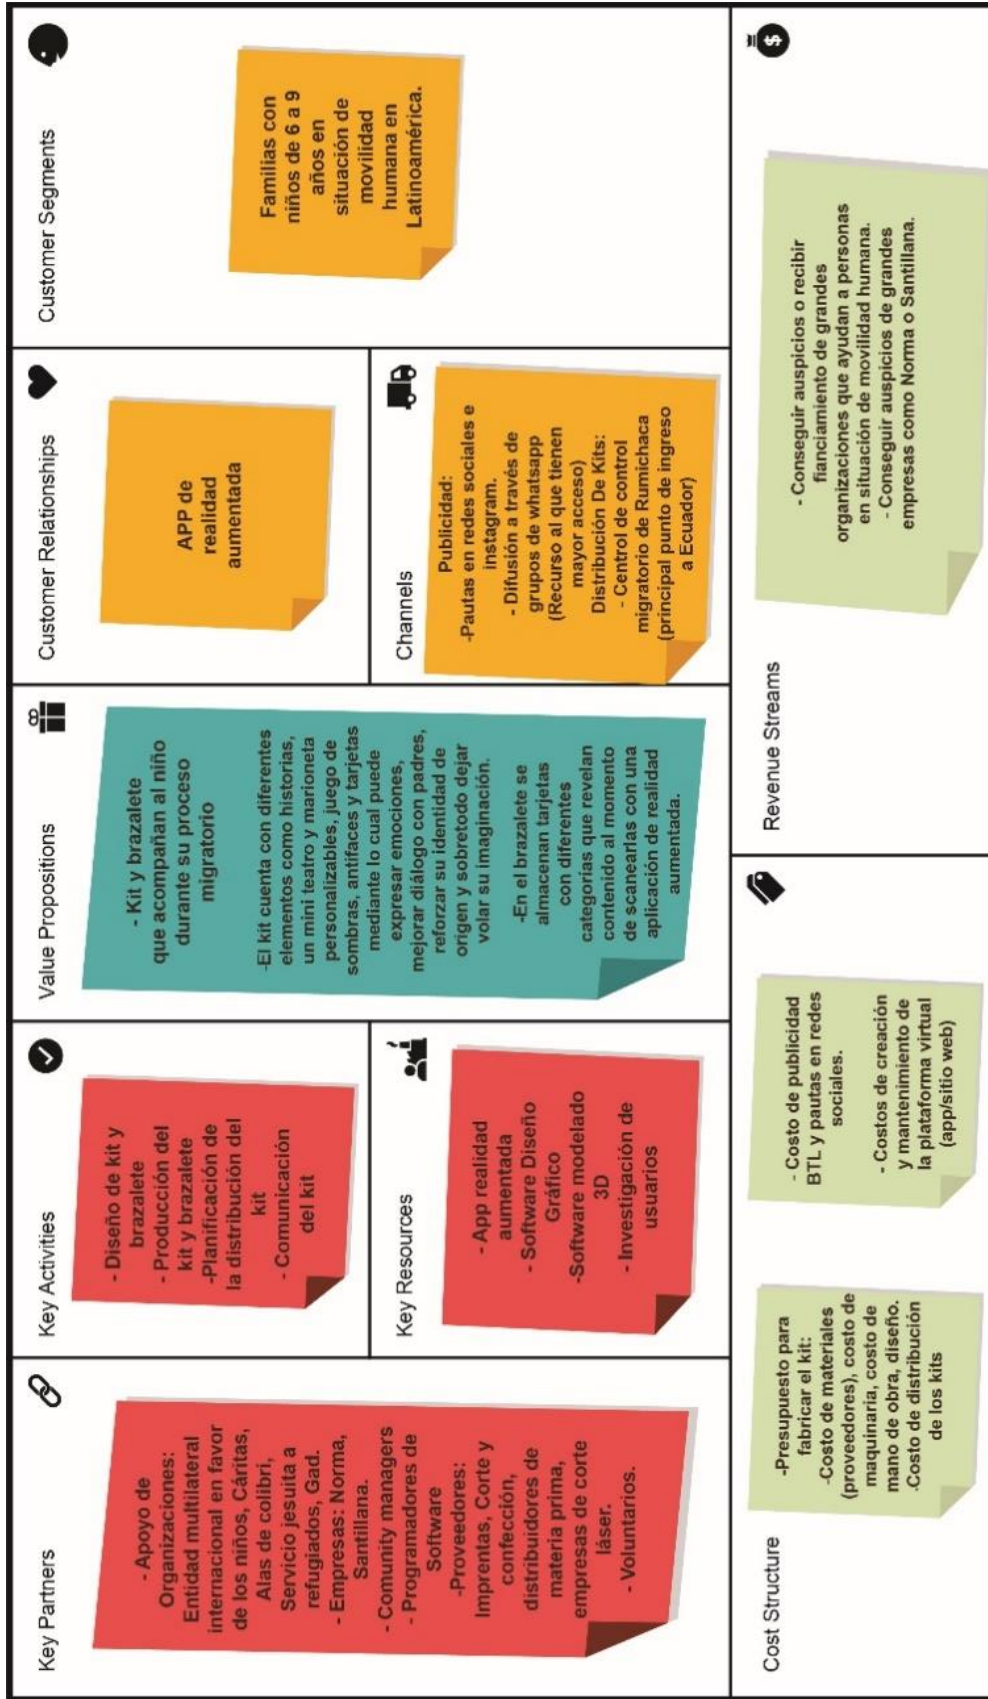 Key Partners
- Apoyo de
Organizaciones:
Entidad multilateral
internacional en favor
de los niños, Cáritas,
Alas de colibri,
Servicio jesuita a
refugiados, Gad.
- Empresas: Norma,
Santillana.
- Comunity managers
- Programadores de
Software
-Proveedores:
Imprentas, Corte y
confección,
distribuidores de
materia prima,
empresas de corte
láser.
- Voluntarios.
Key Activities
- Diseño de kit y
brazalete
- Producción del
kit y brazalete
-Planificación de
la distribución del
kit
- Comunicación
del kit
Key Resources
- App realidad
aumentada
- Software Diseño
Gráfico
-Software modelado
3D
- Investigación de
usuarios
Value Propositions
- Kit y brazalete
que acompañan al niño
durante su proceso
migratorio
-El kit cuenta con diferentes
elementos como historias,
un mini teatro y marioneta
personalizables, juego de
sombras, antifaces y tarjetas
mediante lo cual puede
expresar emociones,
mejorar diálogo con padres,
reforzar su identidad de
origen y sobretodo dejar
volar su imaginación.
-En el brazalete se
almacenan tarjetas
con diferentes
categorías que revelan
contenido al momento
de scanearlas con una
aplicación de realidad
aumentada.
Customer Relationships
APP de
realidad
aumentada
Channels
Publicidad:
-Pautas en redes sociales e
instagram.
- Difusión a través de
grupos de whatsapp
(Recurso al que tienen
mayor acceso)
Distribución De Kits:
- Central de control
migratorio de Rumichaca
(principal punto de ingreso
a Ecuador)
Customer Segments
Familias con
niños de 6 a 9
años en
situación de
movilidad
humana en
Latinoamérica.
Cost Structure
-Presupuesto para
fabricar el kit:
-Costo de materiales
(proveedores), costo de
maquinaria, costo de
mano de obra, diseño.
.Costo de distribución
de los kits
- Costo de publicidad
BTL y pautas en redes
sociales.
- Costos de creación
y mantenimiento de
la plataforma virtual
(app/sitio web)
Revenue Streams
- Conseguir auspicios o recibir
fianciamiento de grandes
organizaciones que ayudan a personas
en situación de movilidad humana.
- Conseguir auspicios de grandes
empresas como Norma o Santillana.